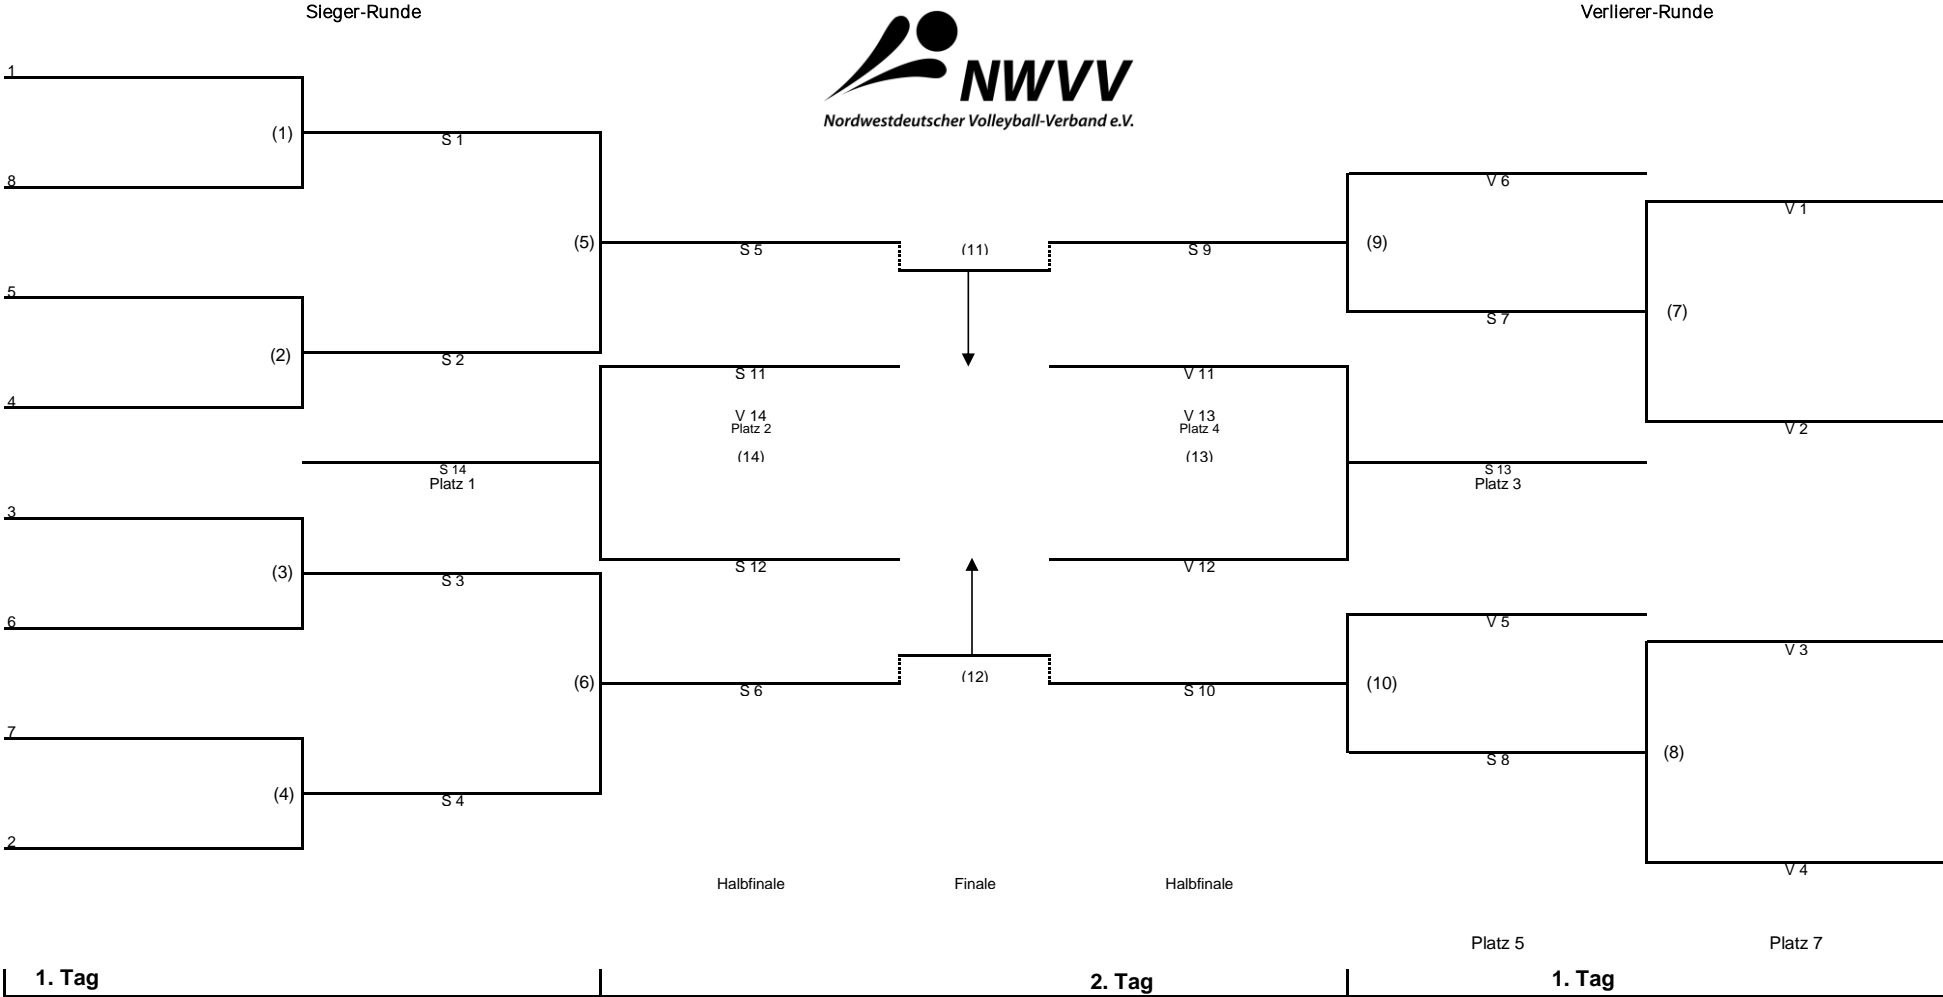 Sieger-Runde
Verlierer-Runde
NWVV
Nordwestdeutscher Volleyball-Verband e.V.
1
(1)
S 1
8
V 6
V 1
(5)
S 5
(11)
S 9
(9)
5
S 7
(7)
(2)
S 2
S 11
V 11
4
V 14
Platz 2
V 13
Platz 4
V 2
(14)
(13)
S 14
Platz 1
S 13
Platz 3
3
(3)
S 3
S 12
V 12
6
V 5
V 3
(6)
S 6
(12)
S 10
(10)
7
S 8
(8)
(4)
S 4
2
V 4
Halbfinale
Finale
Halbfinale
Platz 5
Platz 7
1. Tag
2. Tag
1. Tag